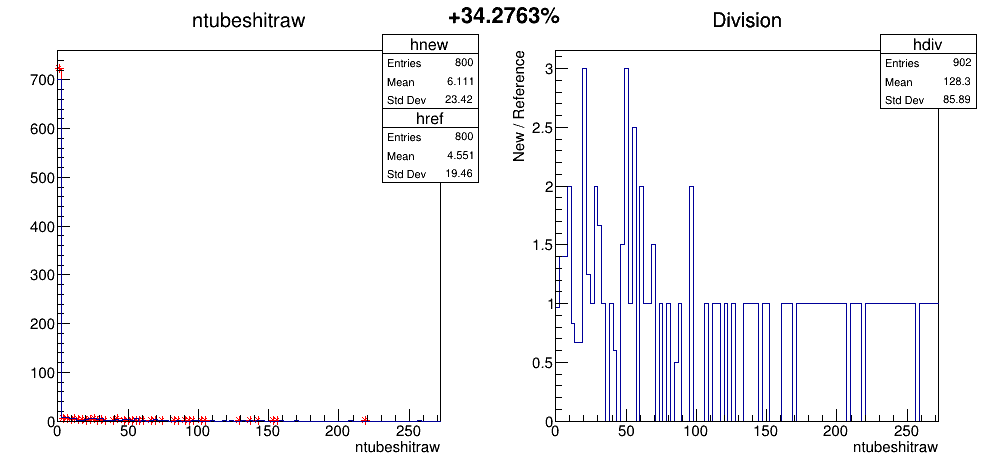 +34.2763%
ntubeshitraw
hnew
Entries 800
Mean 6.111
Std Dev 23.42
href
Entries 800
Mean 4.551
Std Dev 19.46
700
600
500
400
300
200
100
0
0 50 100 150 200 250
ntubeshitraw
Division
hdiv
Entries 902
Mean 128.3
Std Dev 85.89
New / Reference
3
2.5
2
1.5
1
0.5
0
0 50 100 150 200 250
ntubeshitraw